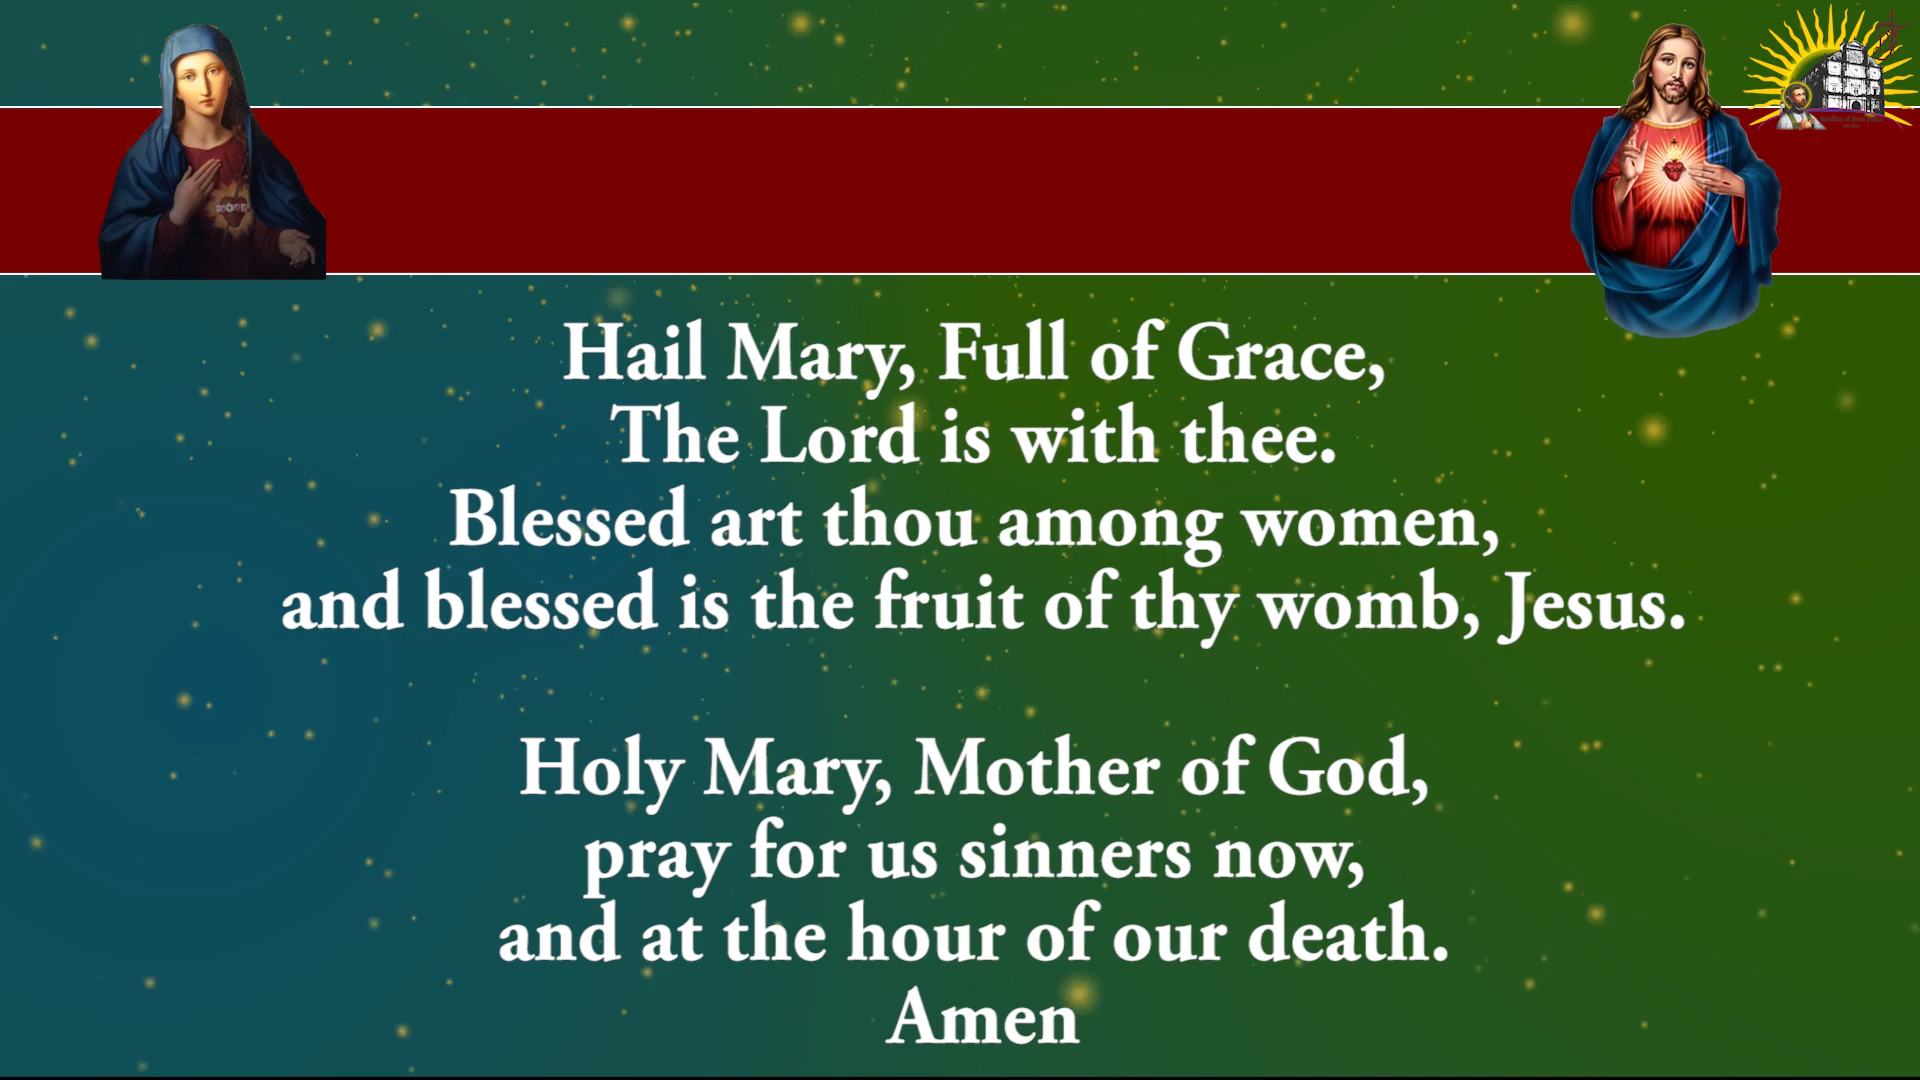 Hail Mary, Full of Grace,
The Lord is with thee.
Blessed art thou among women,
and blessed is the fruit of thy womb, Jesus.
Holy Mary, Mother of God,
pray for us sinners now,
and at the hour of our death.
Amen